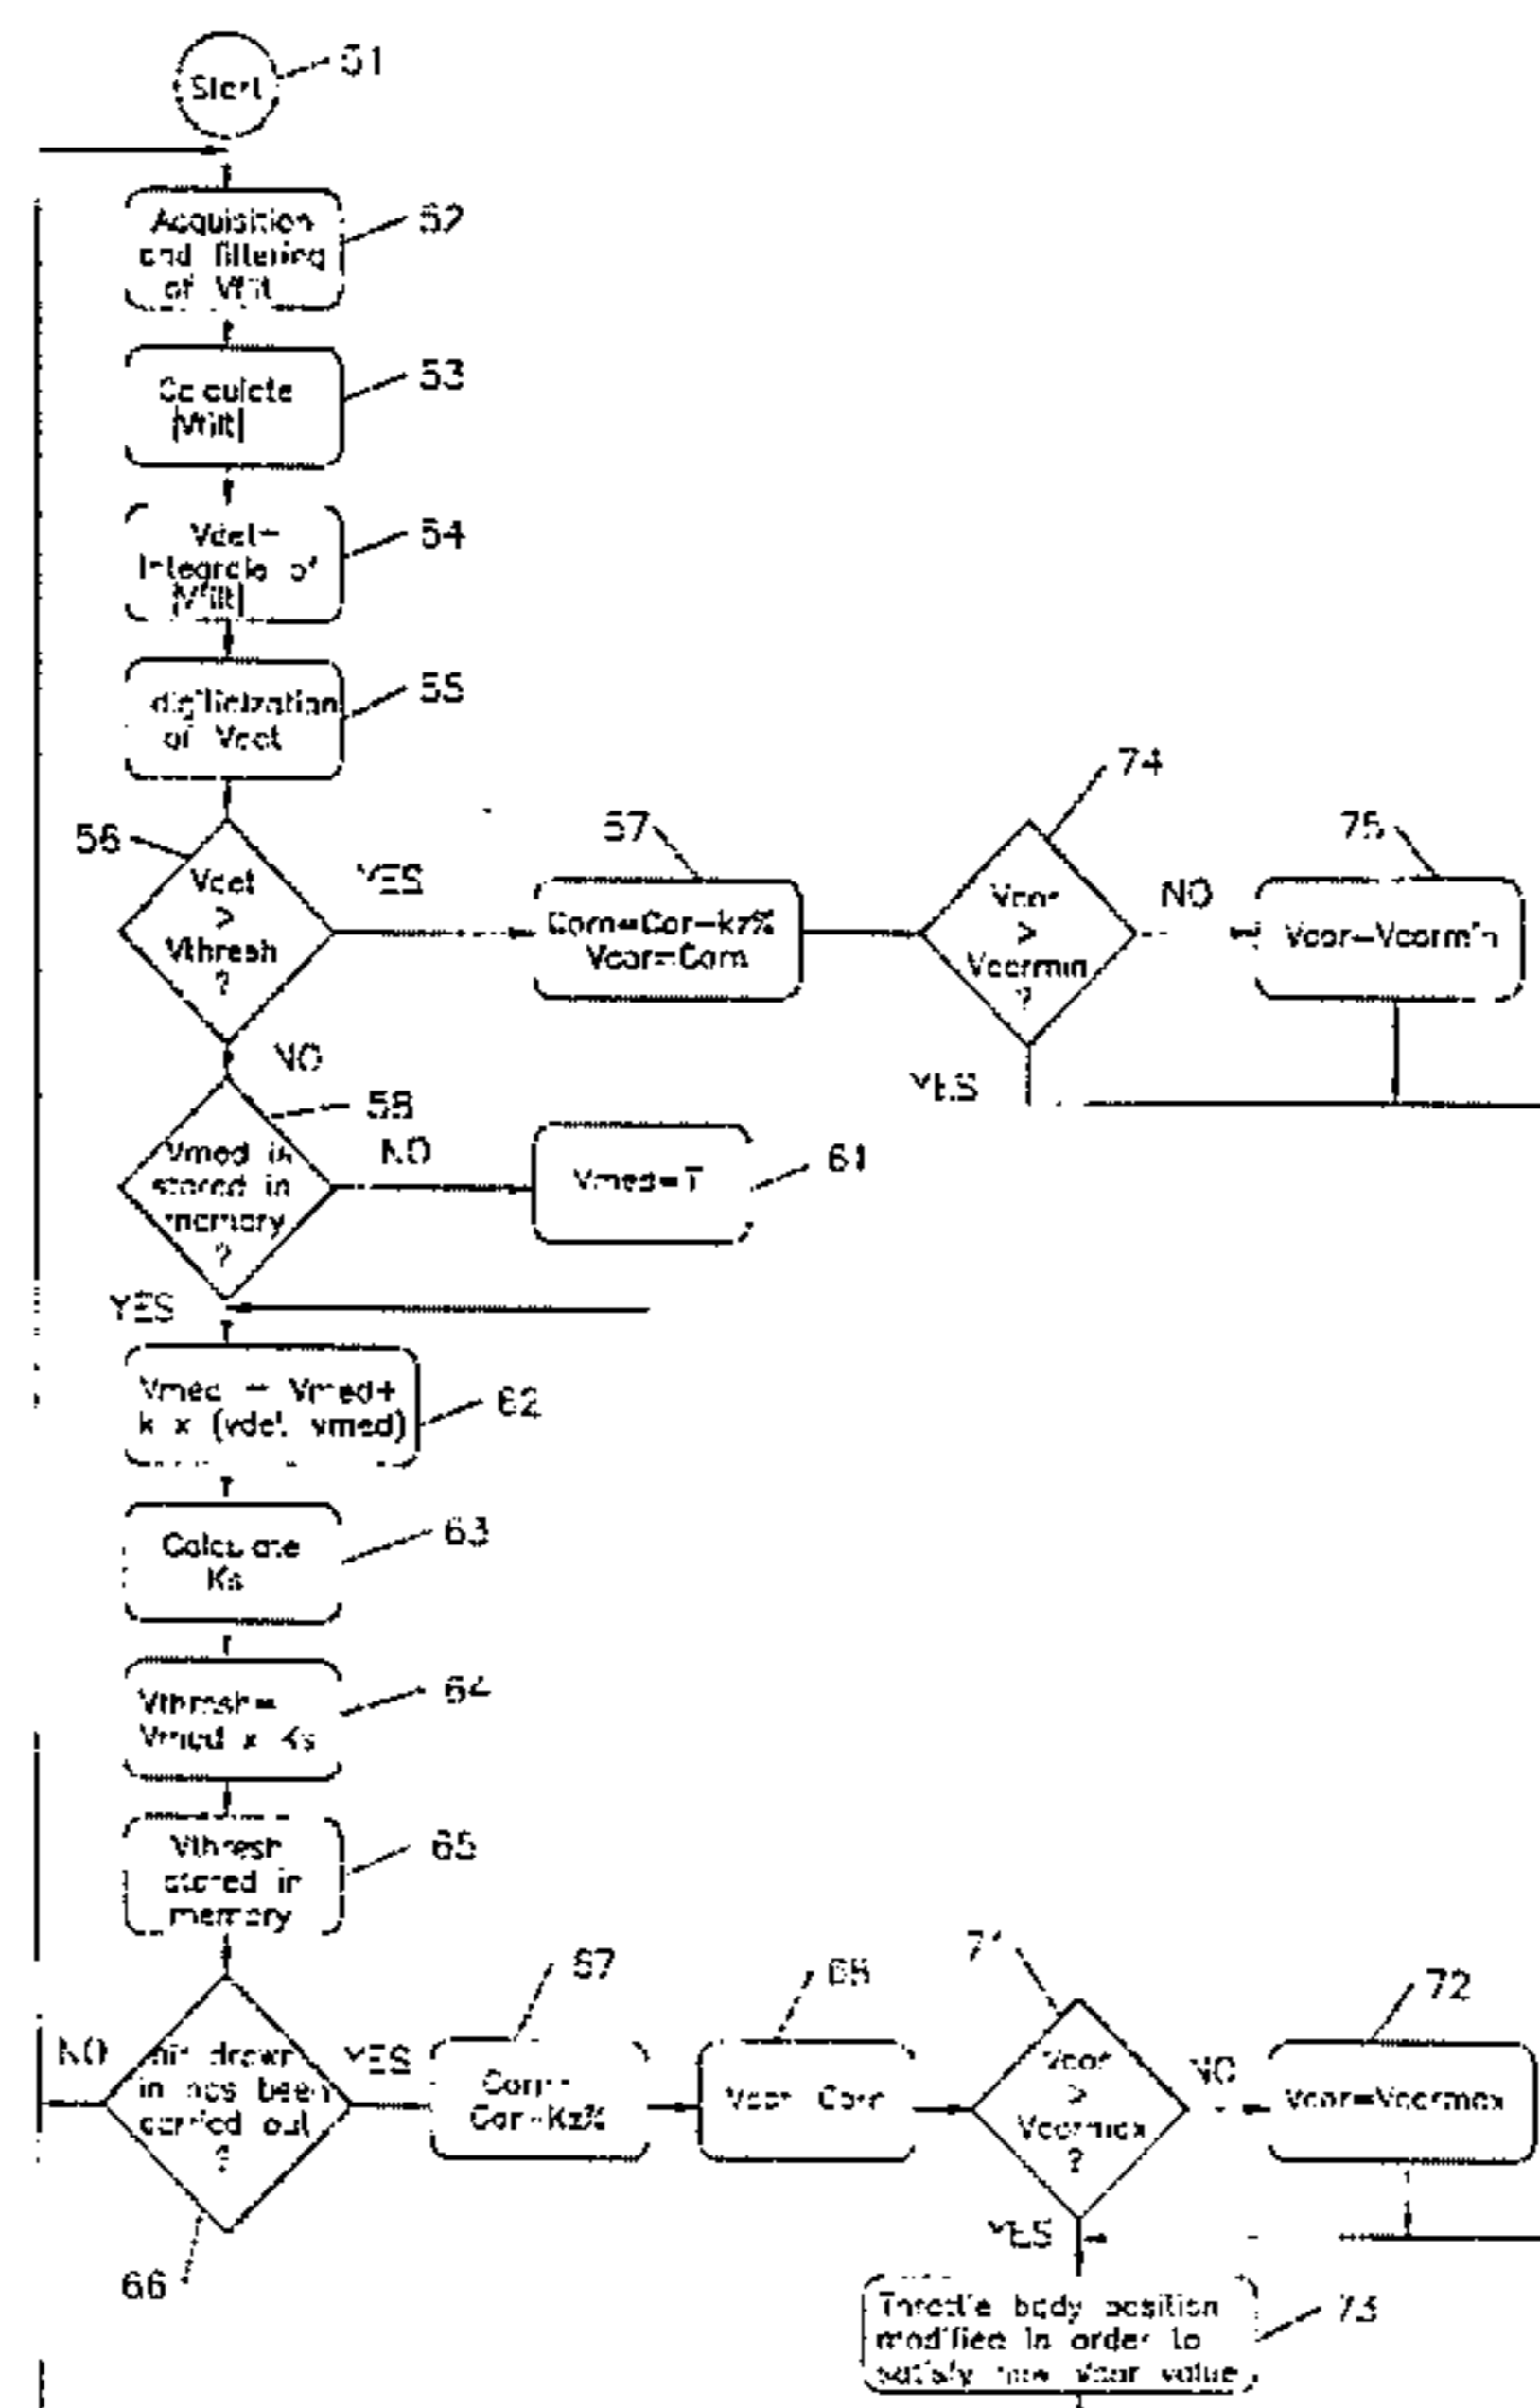 Start
51
Acquisition
and filtering
of Vfilt
52
Calculate
|Vfilt|
53
Vdet=
Integrale of
|Vfilt|
54
digiticization
of Vdet
55
56
Vdet
>
Vthresh
?
YES
NO
57
Corn=Cor-kz%
Vcor=Corn
74
Vcor
>
Vcormin
?
NO
YES
75
Vcor=Vcormin
58
Vmed is
stored in
memory
?
NO
YES
61
Vmed=T
Vmed = Vmed+
k x (vdet vmed)
62
Calculate
Ks
63
Vthresh=
Vmed x Ks
64
Vthresh
stored in
memory
65
NO
air drawn
in has been
carried out
?
YES
66
67
Cor-Kz%
68
Vcor Corr
71
Vcor
>
Vcormax
?
NO
YES
72
Vcor=Vcormax
Throttle body position
modified in order to
satisfy new Vcor value
73